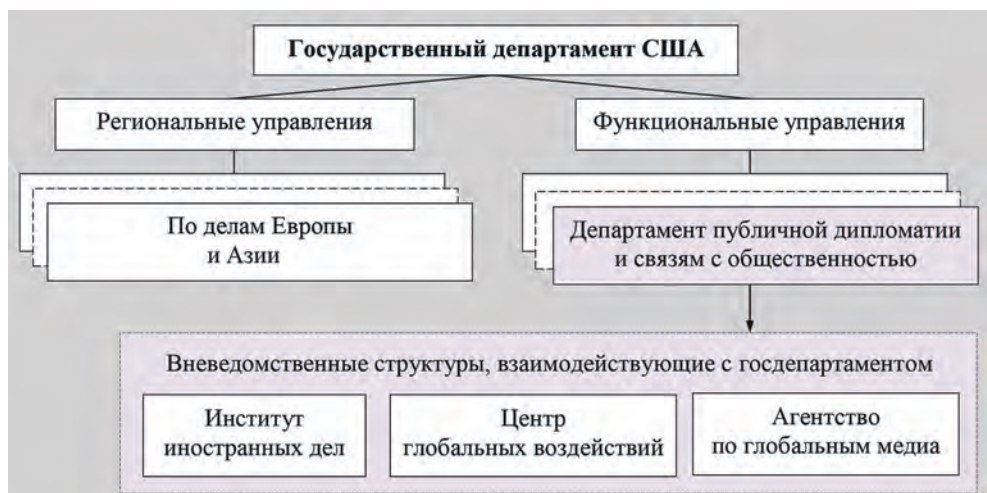 Государственный департамент США
Региональные управления
Функциональные управления
По делам Европы
и Азии
Департамент публичной дипломатии
и связям с общественностью
Вневедомственные структуры, взаимодействующие с госдепартаментом
Институт
иностранных дел
Центр
глобальных воздействий
Агентство
по глобальным медиа